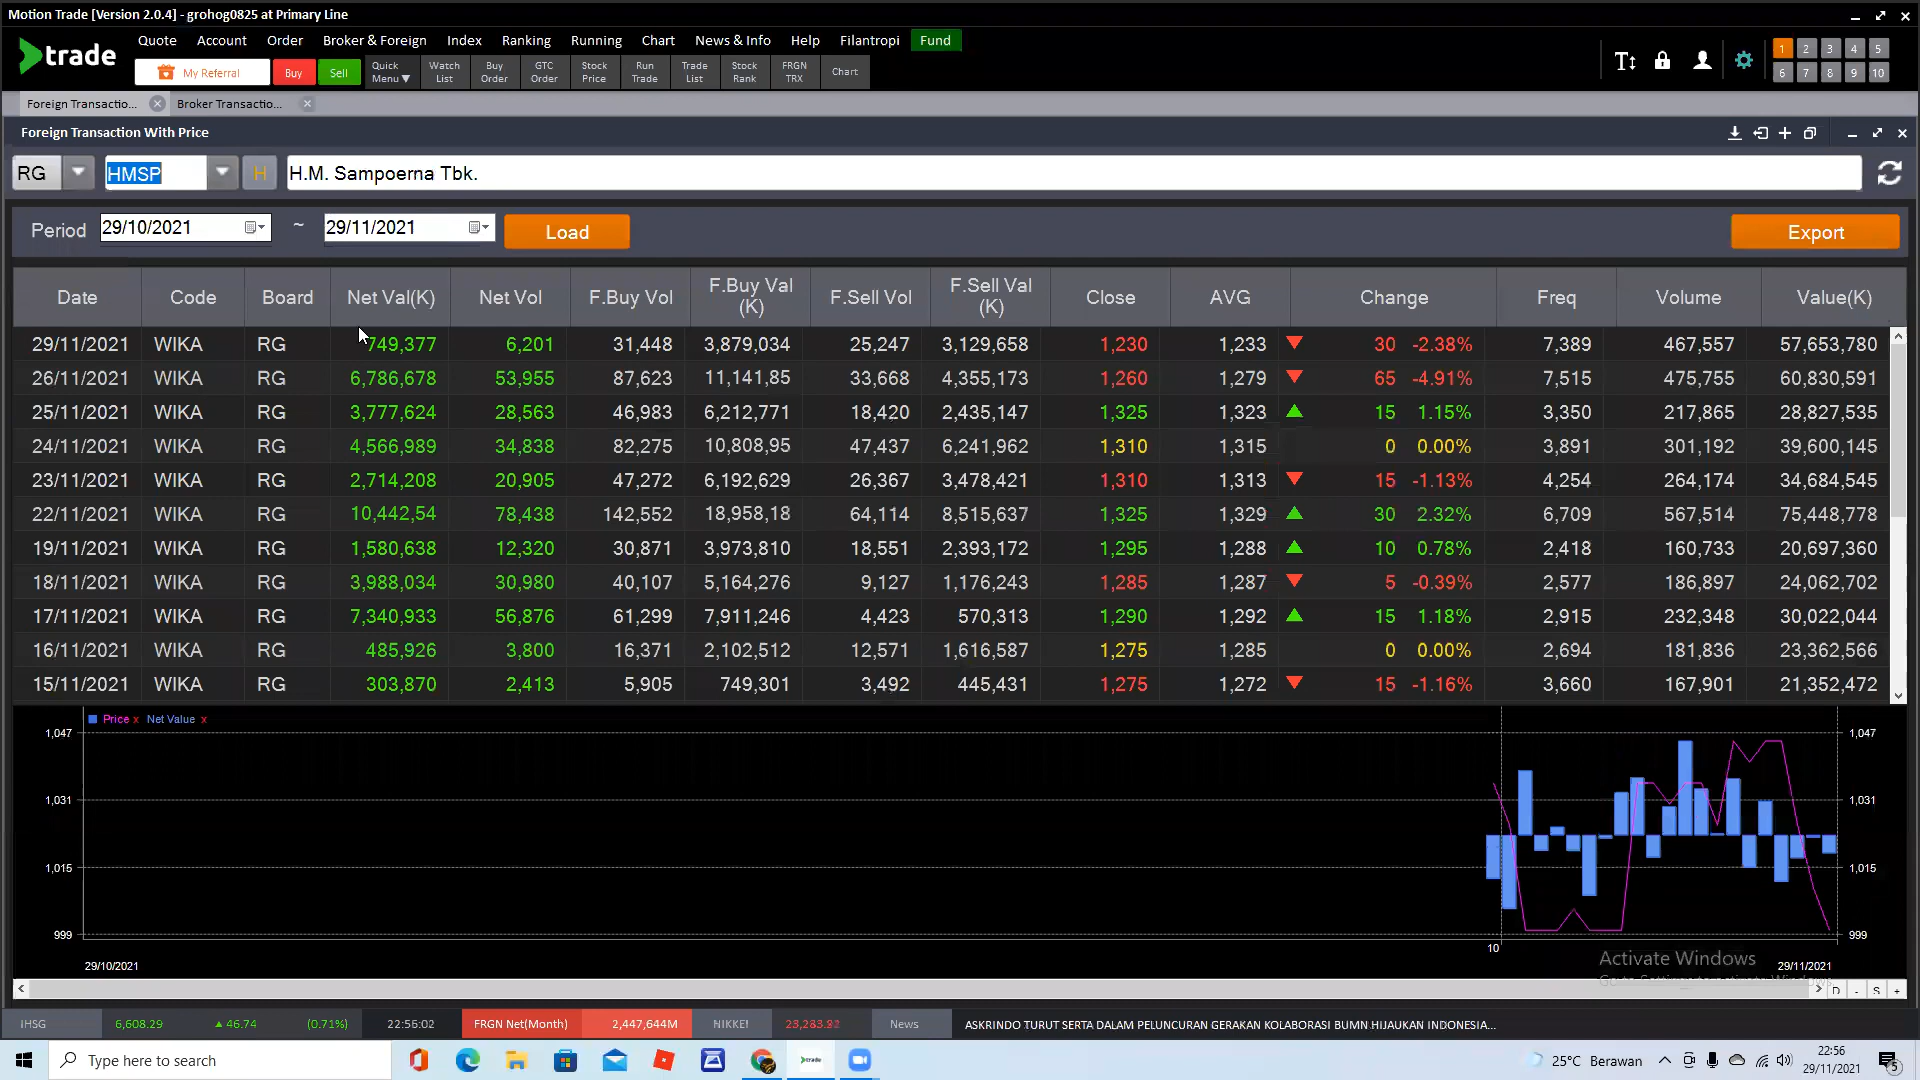 Motion Trade [Version 2.0.4] - grohog0825 at Primary Line
trade
Quote Account Order Broker & Foreign Index Ranking Running Chart News & Info Help Filantropi Fund
My Referral Buy Sell Quick Menu ▼ Watch List Buy Order GTC Order Stock Price Run Trade Trade List Stock Rank FRGN TRX Chart
1 2 3 4 5
6 7 8 9 10
Foreign Transactio... Broker Transactio...
Foreign Transaction With Price
RG HMSP H H.M. Sampoerna Tbk.
Period 29/10/2021 ~ 29/11/2021 Load Export
Date Code Board Net Val(K) Net Vol F.Buy Vol F.Buy Val (K) F.Sell Vol F.Sell Val (K) Close AVG Change Freq Volume Value(K)
29/11/2021 WIKA RG 749,377 6,201 31,448 3,879,034 25,247 3,129,658 1,230 1,233 ▼ 30 -2.38% 7,389 467,557 57,653,780
26/11/2021 WIKA RG 6,786,678 53,955 87,623 11,141,85 33,668 4,355,173 1,260 1,279 ▼ 65 -4.91% 7,515 475,755 60,830,591
25/11/2021 WIKA RG 3,777,624 28,563 46,983 6,212,771 18,420 2,435,147 1,325 1,323 ▲ 15 1.15% 3,350 217,865 28,827,535
24/11/2021 WIKA RG 4,566,989 34,838 82,275 10,808,95 47,437 6,241,962 1,310 1,315 0 0.00% 3,891 301,192 39,600,145
23/11/2021 WIKA RG 2,714,208 20,905 47,272 6,192,629 26,367 3,478,421 1,310 1,313 ▼ 15 -1.13% 4,254 264,174 34,684,545
22/11/2021 WIKA RG 10,442,54 78,438 142,552 18,958,18 64,114 8,515,637 1,325 1,329 ▲ 30 2.32% 6,709 567,514 75,448,778
19/11/2021 WIKA RG 1,580,638 12,320 30,871 3,973,810 18,551 2,393,172 1,295 1,288 ▲ 10 0.78% 2,418 160,733 20,697,360
18/11/2021 WIKA RG 3,988,034 30,980 40,107 5,164,276 9,127 1,176,243 1,285 1,287 ▼ 5 -0.39% 2,577 186,897 24,062,702
17/11/2021 WIKA RG 7,340,933 56,876 61,299 7,911,246 4,423 570,313 1,290 1,292 ▲ 15 1.18% 2,915 232,348 30,022,044
16/11/2021 WIKA RG 485,926 3,800 16,371 2,102,512 12,571 1,616,587 1,275 1,285 0 0.00% 2,694 181,836 23,362,566
15/11/2021 WIKA RG 303,870 2,413 5,905 749,301 3,492 445,431 1,275 1,272 ▼ 15 -1.16% 3,660 167,901 21,352,472
Price x Net Value x
1,047 1,047
1,031 1,031
1,015 1,015
999 999
10
Activate Windows
29/10/2021 29/11/2021
D - S +
IHSG 6,608.29 ▲ 46.74 (0.71%) 22:56:02 FRGN Net(Month) 2,447,644M NIKKEI News ASKRINDO TURUT SERTA DALAM PELUNCURAN GERAKAN KOLABORASI BUMN HIJAUKAN INDONESIA...
Type here to search trade 25°C Berawan 22:56
29/11/2021 5